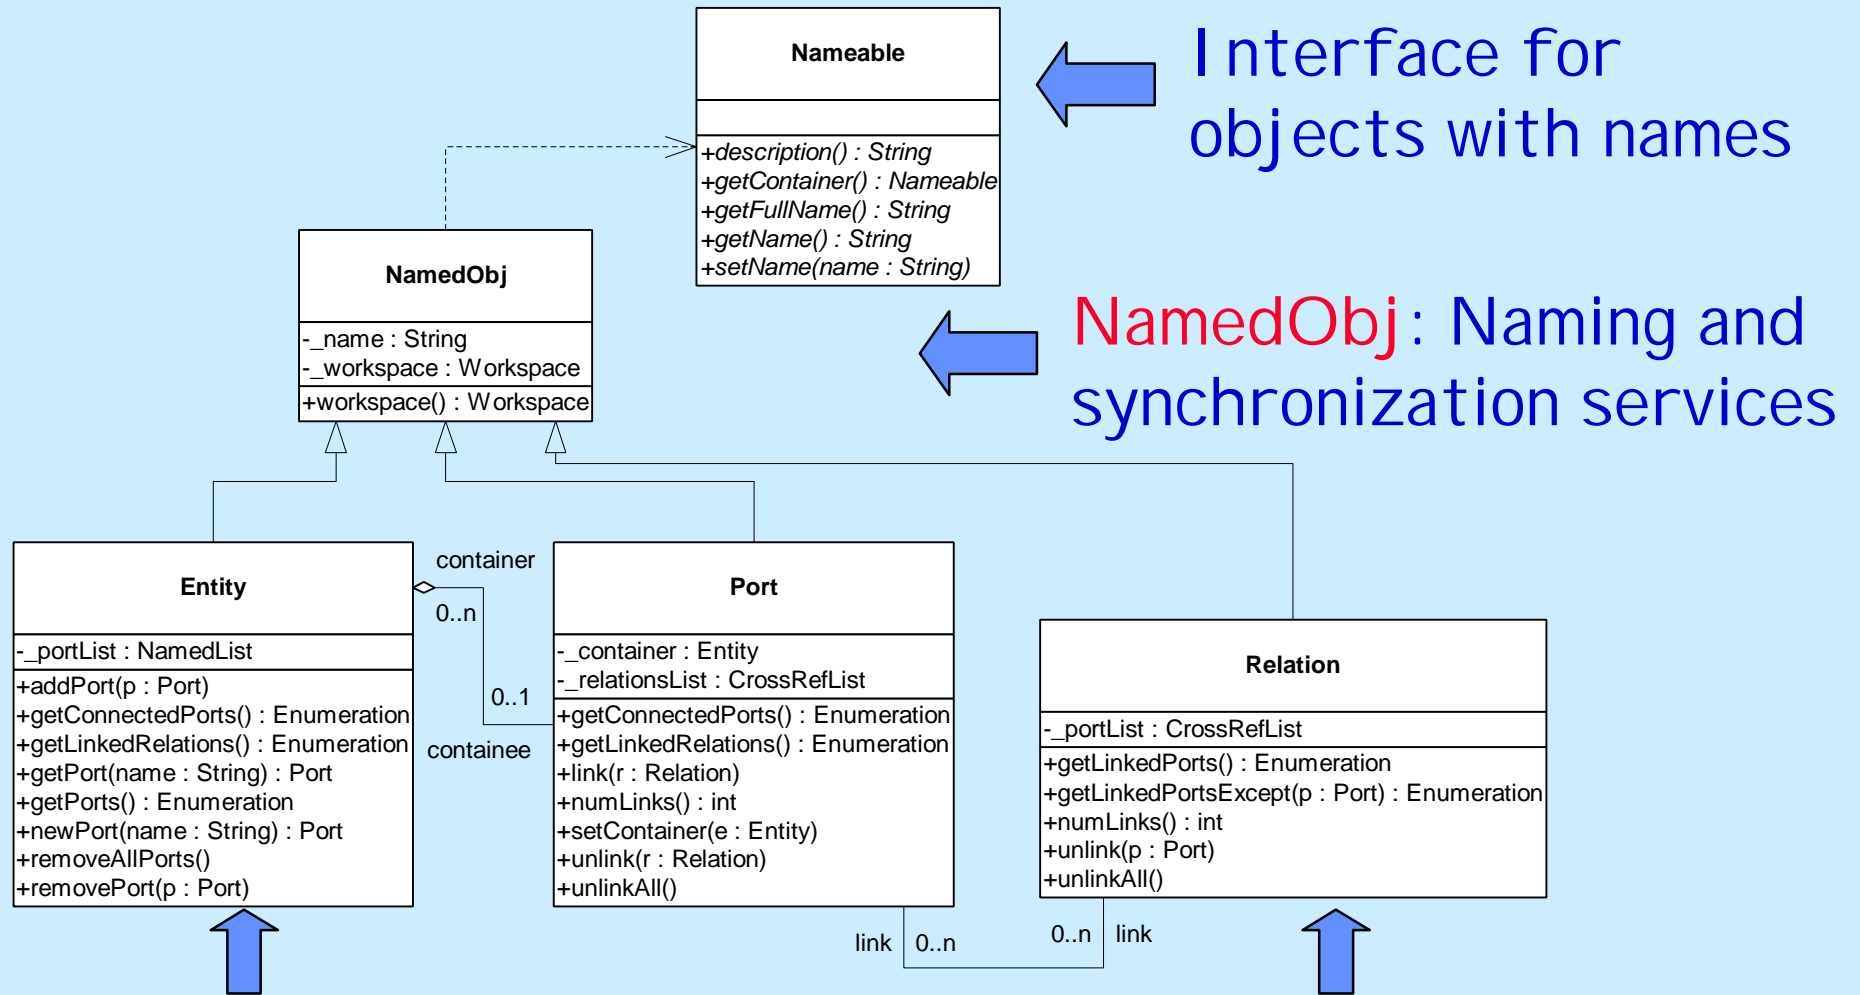 Nameable
+description() : String
+getContainer() : Nameable
+getFullName() : String
+getName() : String
+setName(name : String)
Interface for
objects with names
NamedObj
-_name : String
-_workspace : Workspace
+workspace() : Workspace
NamedObj: Naming and
synchronization services
Entity
-_portList : NamedList
+addPort(p : Port)
+getConnectedPorts() : Enumeration
+getLinkedRelations() : Enumeration
+getPort(name : String) : Port
+getPorts() : Enumeration
+newPort(name : String) : Port
+removeAllPorts()
+removePort(p : Port)
container
0..n
0..1
containee
Port
-_container : Entity
-_relationsList : CrossRefList
+getConnectedPorts() : Enumeration
+getLinkedRelations() : Enumeration
+link(r : Relation)
+numLinks() : int
+setContainer(e : Entity)
+unlink(r : Relation)
+unlinkAll()
Relation
-_portList : CrossRefList
+getLinkedPorts() : Enumeration
+getLinkedPortsExcept(p : Port) : Enumeration
+numLinks() : int
+unlink(p : Port)
+unlinkAll()
link 0..n
0..n link